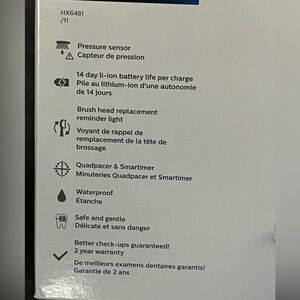 HX6481
/11
Pressure sensor
Capteur de pression
14 day li-ion battery life per charge
Pile au lithium-ion d'une autonomie
de 14 jours
Brush head replacement
reminder light
Voyant de rappel de
remplacement de la tête de
brossage
Quadpacer & Smartimer
Minuteries Quadpacer et Smartimer
Waterproof
Étanche
Safe and gentle
Délicate et sans danger
Better check-ups guaranteed!
2 year warranty
De meilleurs examens dentaires garantis!
Garantie de 2 ans